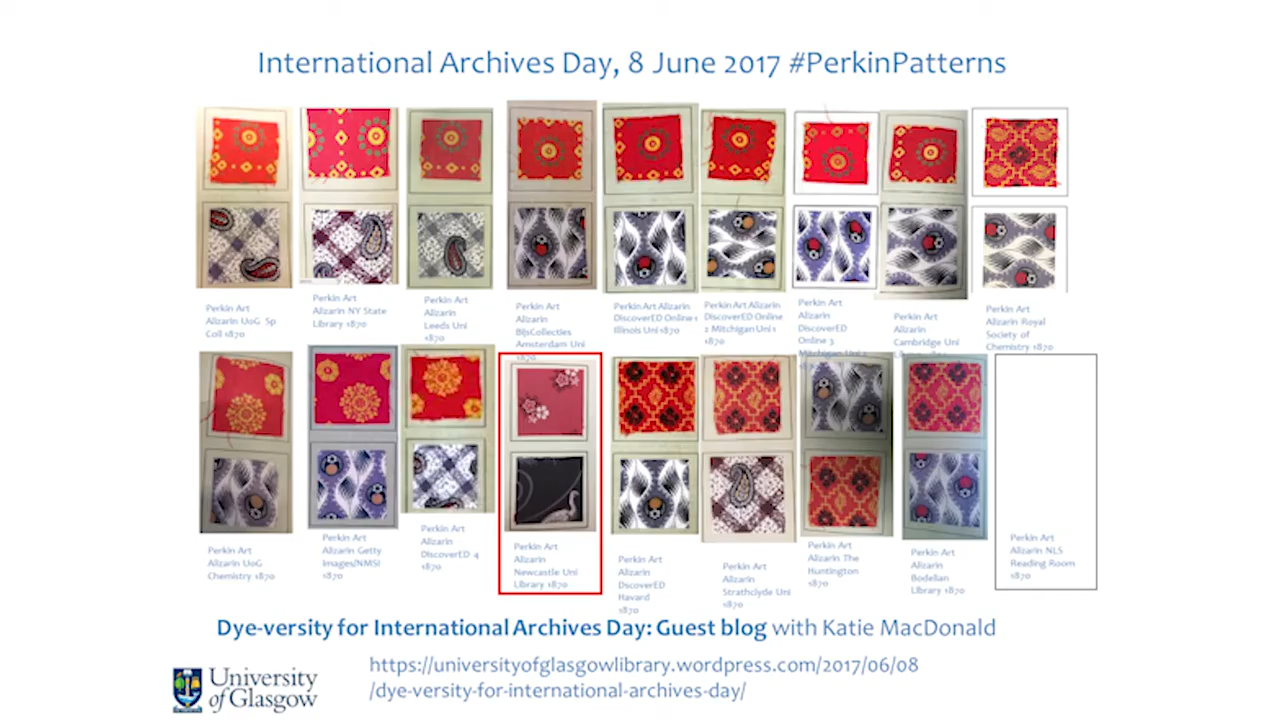 International Archives Day, 8 June 2017 #PerkinPatterns
Perkin Art
Alizarin UoG Sp
Coll 1870
Perkin Art
Alizarin NY State
Library 1870
Perkin Art
Alizarin
Leeds Uni
1870
Perkin Art
Alizarin
BijsCollecties
Amsterdam Uni
1870
Perkin Art Alizarin
DiscoverED Online 1
Illinois Uni 1870
Perkin Art Alizarin
DiscoverED Online
2 Mitchigan Uni 1
1870
Perkin Art
Alizarin
DiscoverED
Online 3
Mitchigan Uni 2
Perkin Art
Alizarin
Cambridge Uni
Perkin Art
Alizarin Royal
Society of
Chemistry 1870
Perkin Art
Alizarin UoG
Chemistry 1870
Perkin Art
Alizarin Getty
Images/NMSI
1870
Perkin Art
Alizarin
DiscoverED 4
1870
Perkin Art
Alizarin
Newcastle Uni
Library 1870
Perkin Art
Alizarin
DscoverED
Havard
1870
Perkin Art
Alizarin
Strathclyde Uni
1870
Perkin Art
Alizarin The
Huntington
1870
Perkin Art
Alizarin
Bodelian
Library 1870
Perkin Art
Alizarin NLS
Reading Room
1870
Dye-versity for International Archives Day: Guest blog with Katie MacDonald
https://universityofglasgowlibrary.wordpress.com/2017/06/08
/dye-versity-for-international-archives-day/
University
of Glasgow